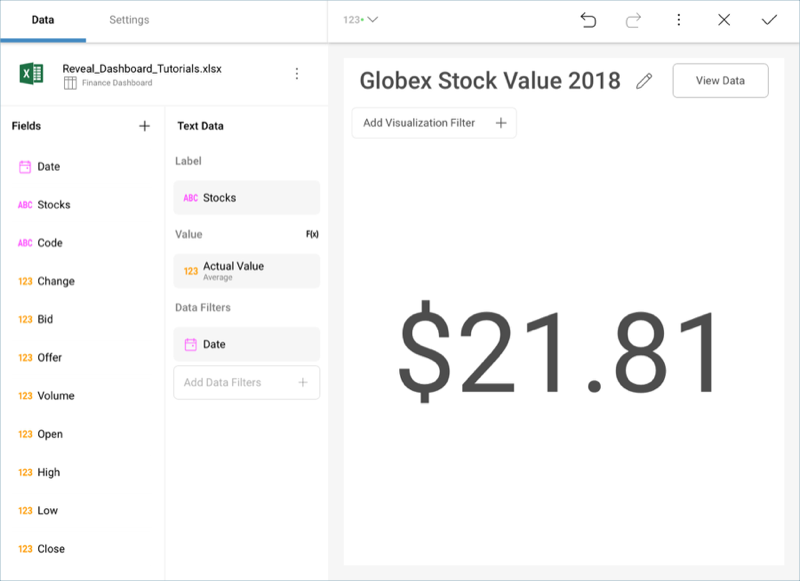 Data
Settings
123
Reveal_Dashboard_Tutorials.xlsx
Finance Dashboard
Fields
Date
ABC Stocks
ABC Code
123 Change
123 Bid
123 Offer
123 Volume
123 Open
123 High
123 Low
123 Close
Text Data
Label
ABC Stocks
Value F(x)
123 Actual Value
Average
Data Filters
Date
Add Data Filters
Globex Stock Value 2018
View Data
Add Visualization Filter
$21.81